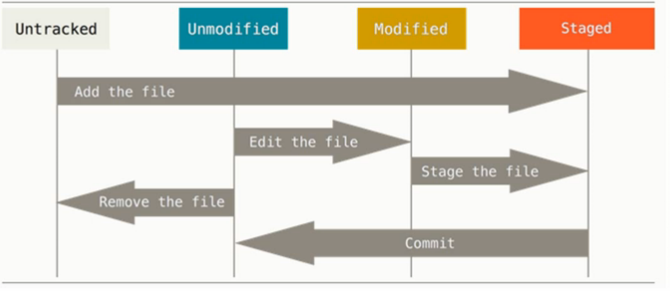 Untracked
Unmodified
Modified
Staged
Add the file
Edit the file
Stage the file
Remove the file
Commit